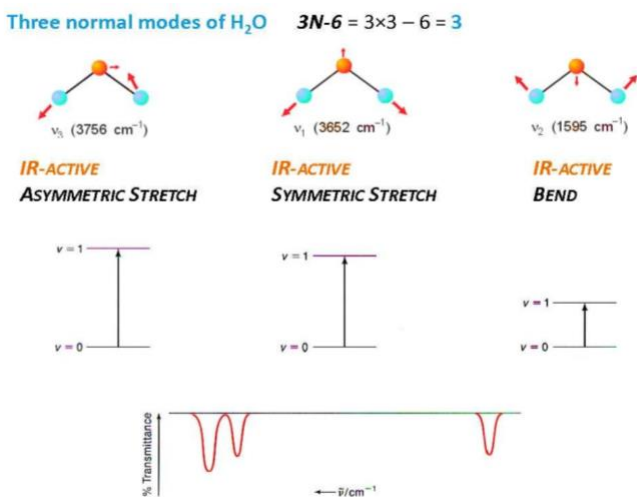 Three normal modes of H₂O 3N-6 = 3×3 – 6 = 3
ν₃ (3756 cm⁻¹)
ν₁ (3652 cm⁻¹)
ν₂ (1595 cm⁻¹)
IR-ACTIVE
ASYMMETRIC STRETCH
IR-ACTIVE
SYMMETRIC STRETCH
IR-ACTIVE
BEND
v = 1
v = 0
v = 1
v = 0
v = 1
v = 0
% Transmittance
ν̃/cm⁻¹